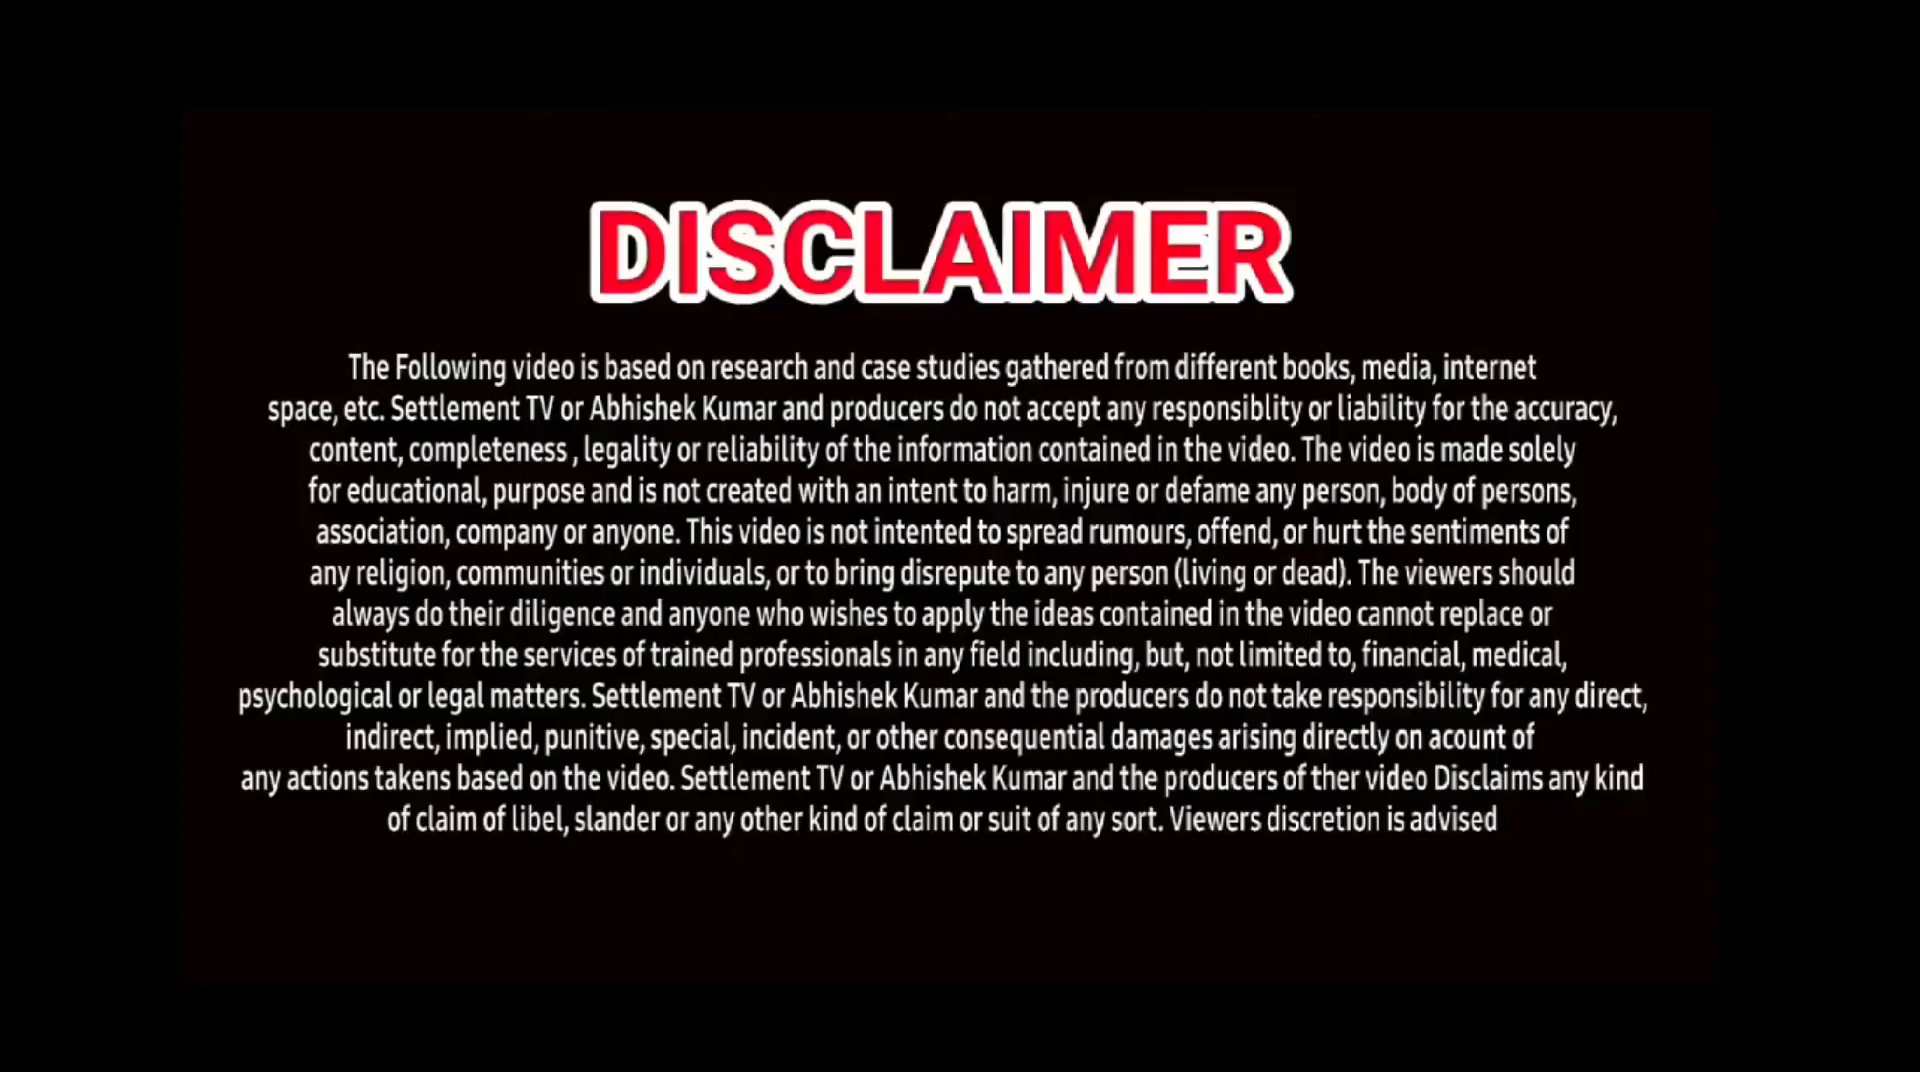 DISCLAIMER
The Following video is based on research and case studies gathered from different books, media, internet
space, etc. Settlement TV or Abhishek Kumar and producers do not accept any responsiblity or liability for the accuracy,
content, completeness , legality or reliability of the information contained in the video. The video is made solely
for educational, purpose and is not created with an intent to harm, injure or defame any person, body of persons,
association, company or anyone. This video is not intented to spread rumours, offend, or hurt the sentiments of
any religion, communities or individuals, or to bring disrepute to any person (living or dead). The viewers should
always do their diligence and anyone who wishes to apply the ideas contained in the video cannot replace or
substitute for the services of trained professionals in any field including, but, not limited to, financial, medical,
psychological or legal matters. Settlement TV or Abhishek Kumar and the producers do not take responsibility for any direct,
indirect, implied, punitive, special, incident, or other consequential damages arising directly on acount of
any actions takens based on the video. Settlement TV or Abhishek Kumar and the producers of ther video Disclaims any kind
of claim of libel, slander or any other kind of claim or suit of any sort. Viewers discretion is advised